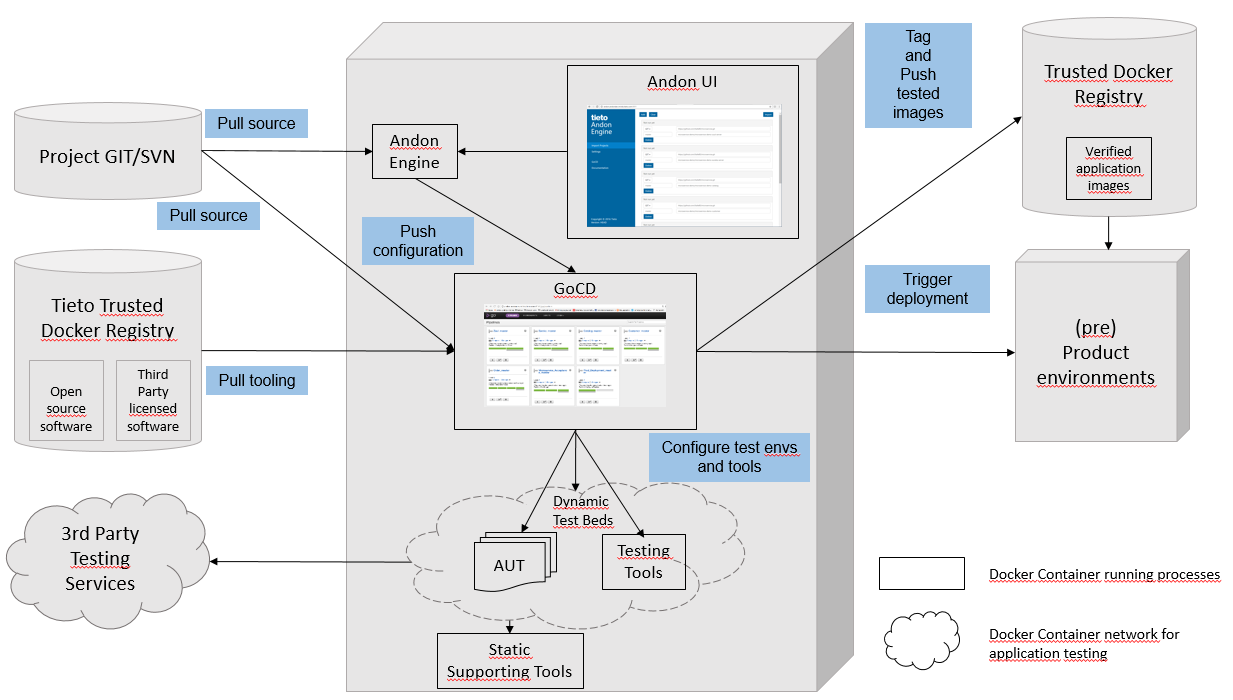 Project GIT/SVN
Pull source
Pull source
Tieto Trusted
Docker Registry
Open
source
software
Third
Party
licensed
software
Pull tooling
3rd Party
Testing
Services
Andon
Engine
Andon UI
tieto
Andon
Engine
Push
configuration
GoCD
Configure test envs
and tools
Dynamic
Test Beds
AUT
Testing
Tools
Static
Supporting Tools
Tag
and
Push
tested
images
Trusted Docker
Registry
Verified
application
images
Trigger
deployment
(pre)
Product
environments
Docker Container running processes
Docker Container network for
application testing